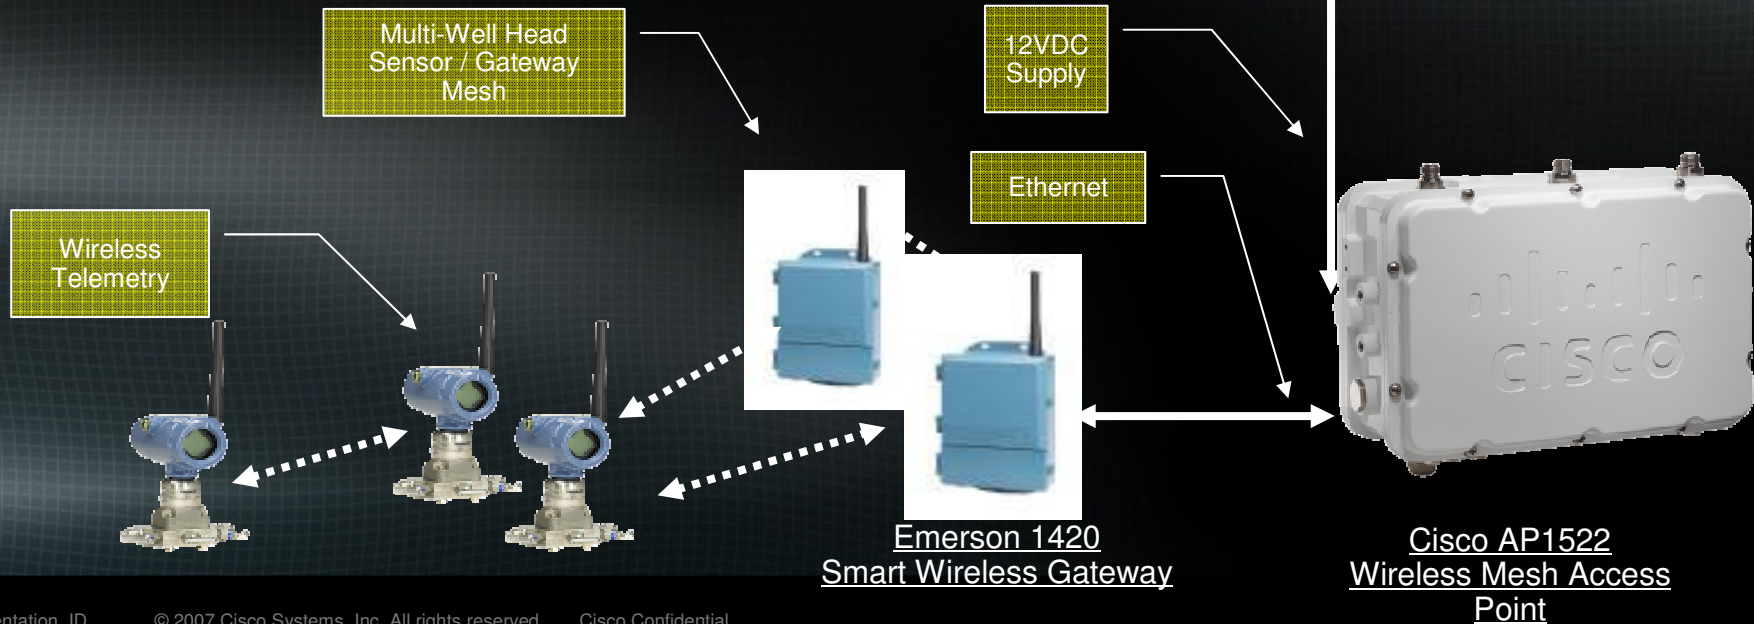 Multi-Well Head
Sensor / Gateway
Mesh
12VDC
Supply
Ethernet
Wireless
Telemetry
CISCO
Emerson 1420
Smart Wireless Gateway
Cisco AP1522
Wireless Mesh Access
Point
entation_ID © 2007 Cisco Systems, Inc. All rights reserved. Cisco Confidential